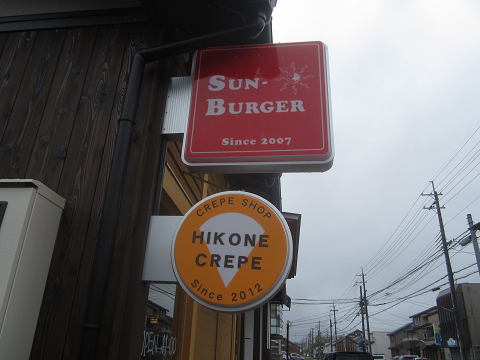 SUN-
BURGER
Since 2007
CREPE SHOP
HIKONE
CREPE
Since 2012